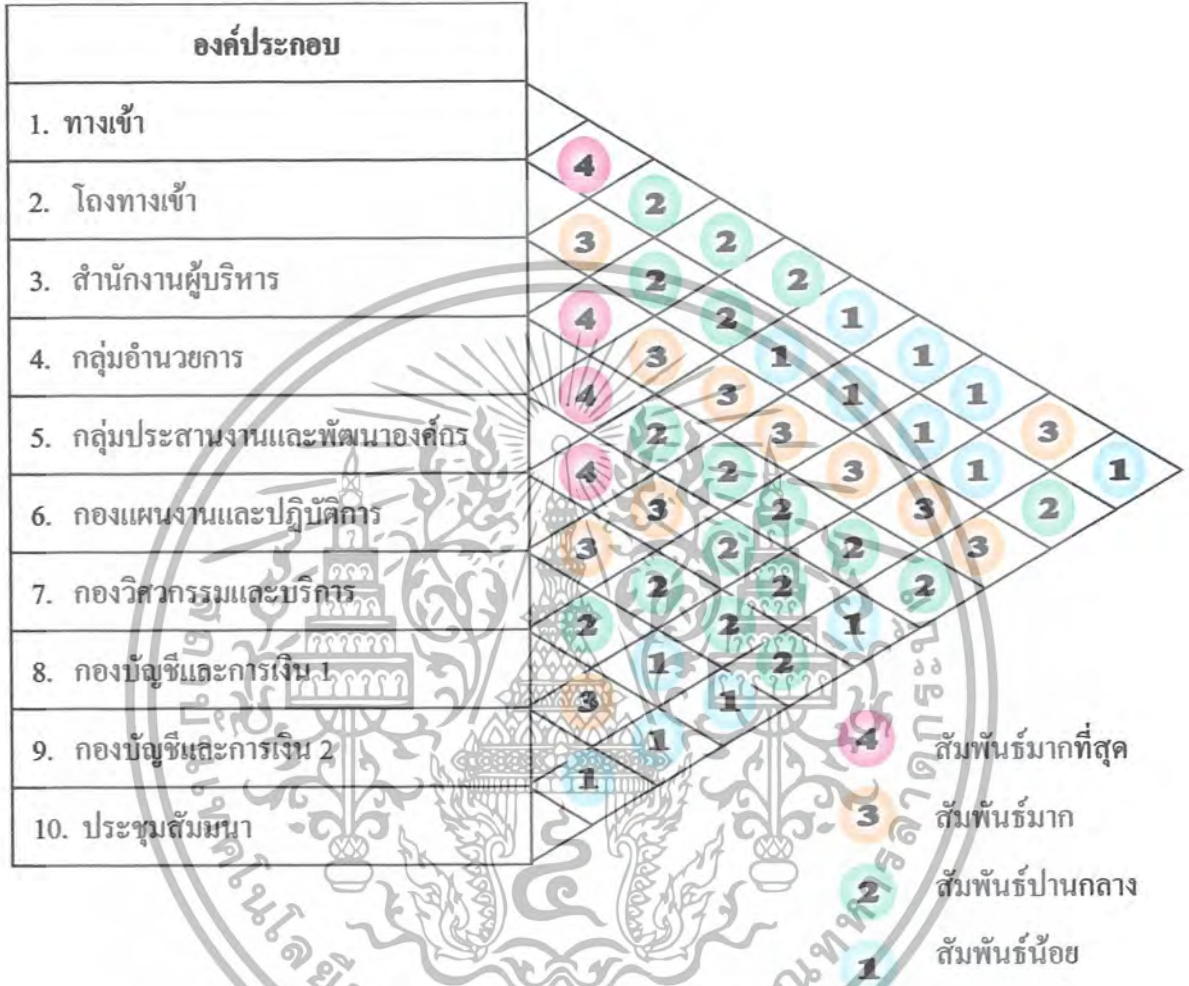 องค์ประกอบ
1. ทางเข้า
2. โถงทางเข้า
3. สำนักงานผู้บริหาร
4. กลุ่มอำนวยการ
5. กลุ่มประสานงานและพัฒนาองค์กร
6. กองแผนงานและปฎิบัติการ
7. กองวิศวกรรมและบริการ
8. กองบัญชีและการเงิน 1
9. กองบัญชีและการเงิน 2
10. ประชุมสัมมนา
4
2
3 2
2 2
4 2 1
3 1 1
4 3 1 1
2 3 1 3
4 2 3 1 1
3 2 3 2
3 2 2 3
2 2 2
2 2 1
1 2
3 1
1
1
4 สัมพันธ์มากที่สุด
3 สัมพันธ์มาก
2 สัมพันธ์ปานกลาง
1 สัมพันธ์น้อย